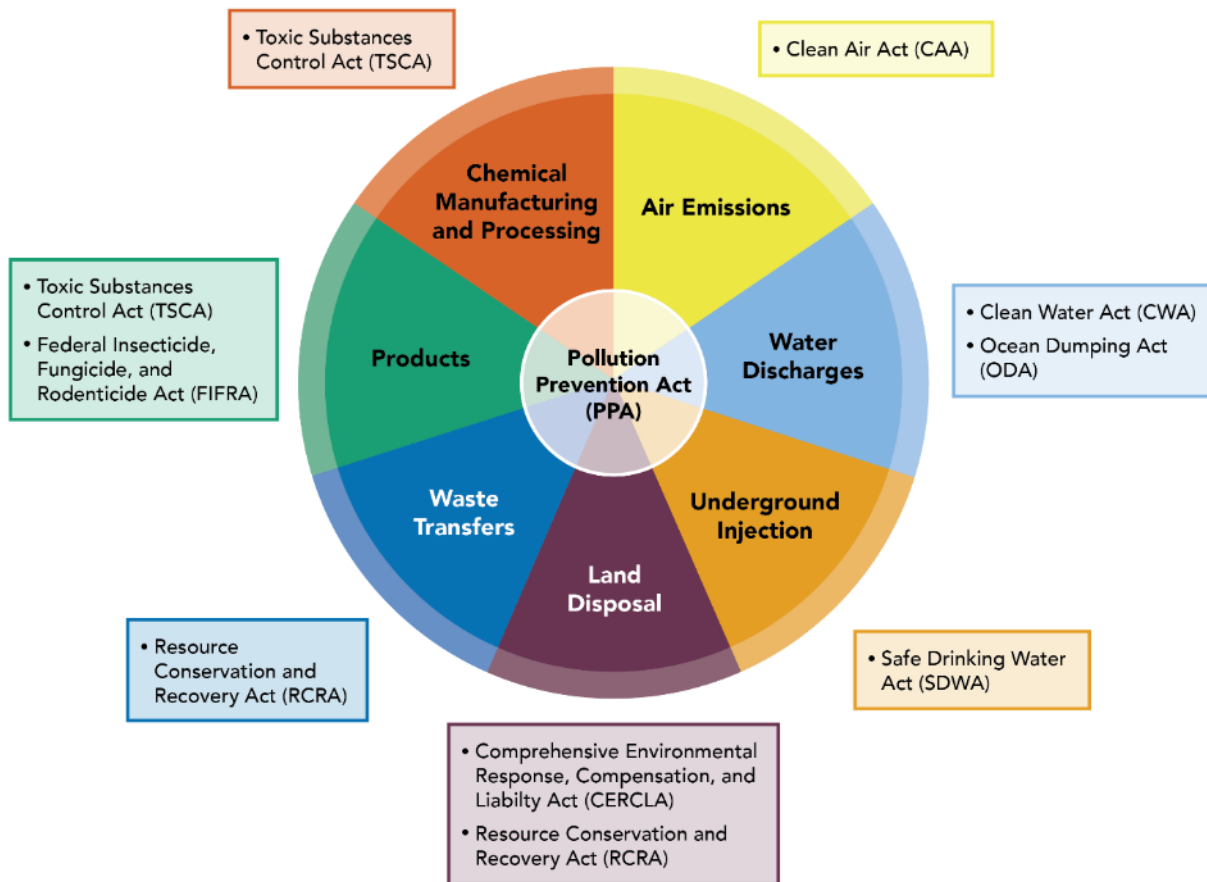 • Toxic Substances
Control Act (TSCA)
• Clean Air Act (CAA)
Chemical
Manufacturing
and Processing
Air Emissions
• Toxic Substances
Control Act (TSCA)
• Federal Insecticide,
Fungicide, and
Rodenticide Act (FIFRA)
Products
Pollution
Prevention Act
(PPA)
Water
Discharges
• Clean Water Act (CWA)
• Ocean Dumping Act
(ODA)
Waste
Transfers
Land
Disposal
Underground
Injection
• Resource
Conservation and
Recovery Act (RCRA)
• Safe Drinking Water
Act (SDWA)
• Comprehensive Environmental
Response, Compensation, and
Liabilty Act (CERCLA)
• Resource Conservation and
Recovery Act (RCRA)